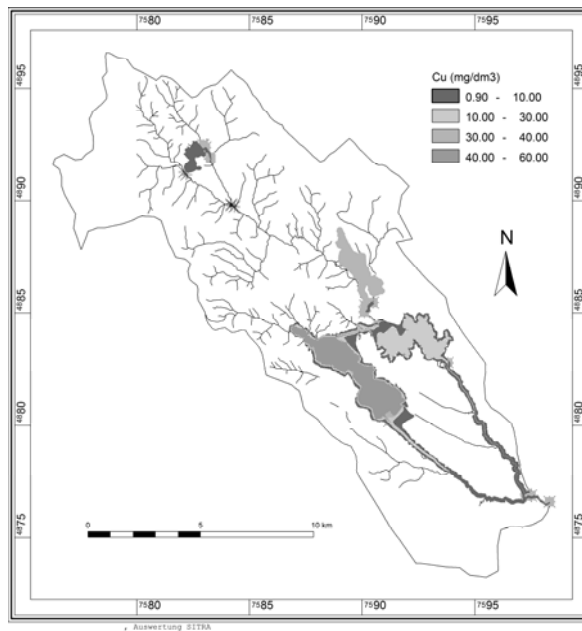 7580 7585 7590 7595
4895 4895
Cu (mg/dm3)
0.90 - 10.00
10.00 - 30.00
30.00 - 40.00
40.00 - 60.00
4890 4890
N
4885 4885
4880 4880
0 5 10 km
4875 4875
7580 7585 7590 7595
, Auswertung SITRA